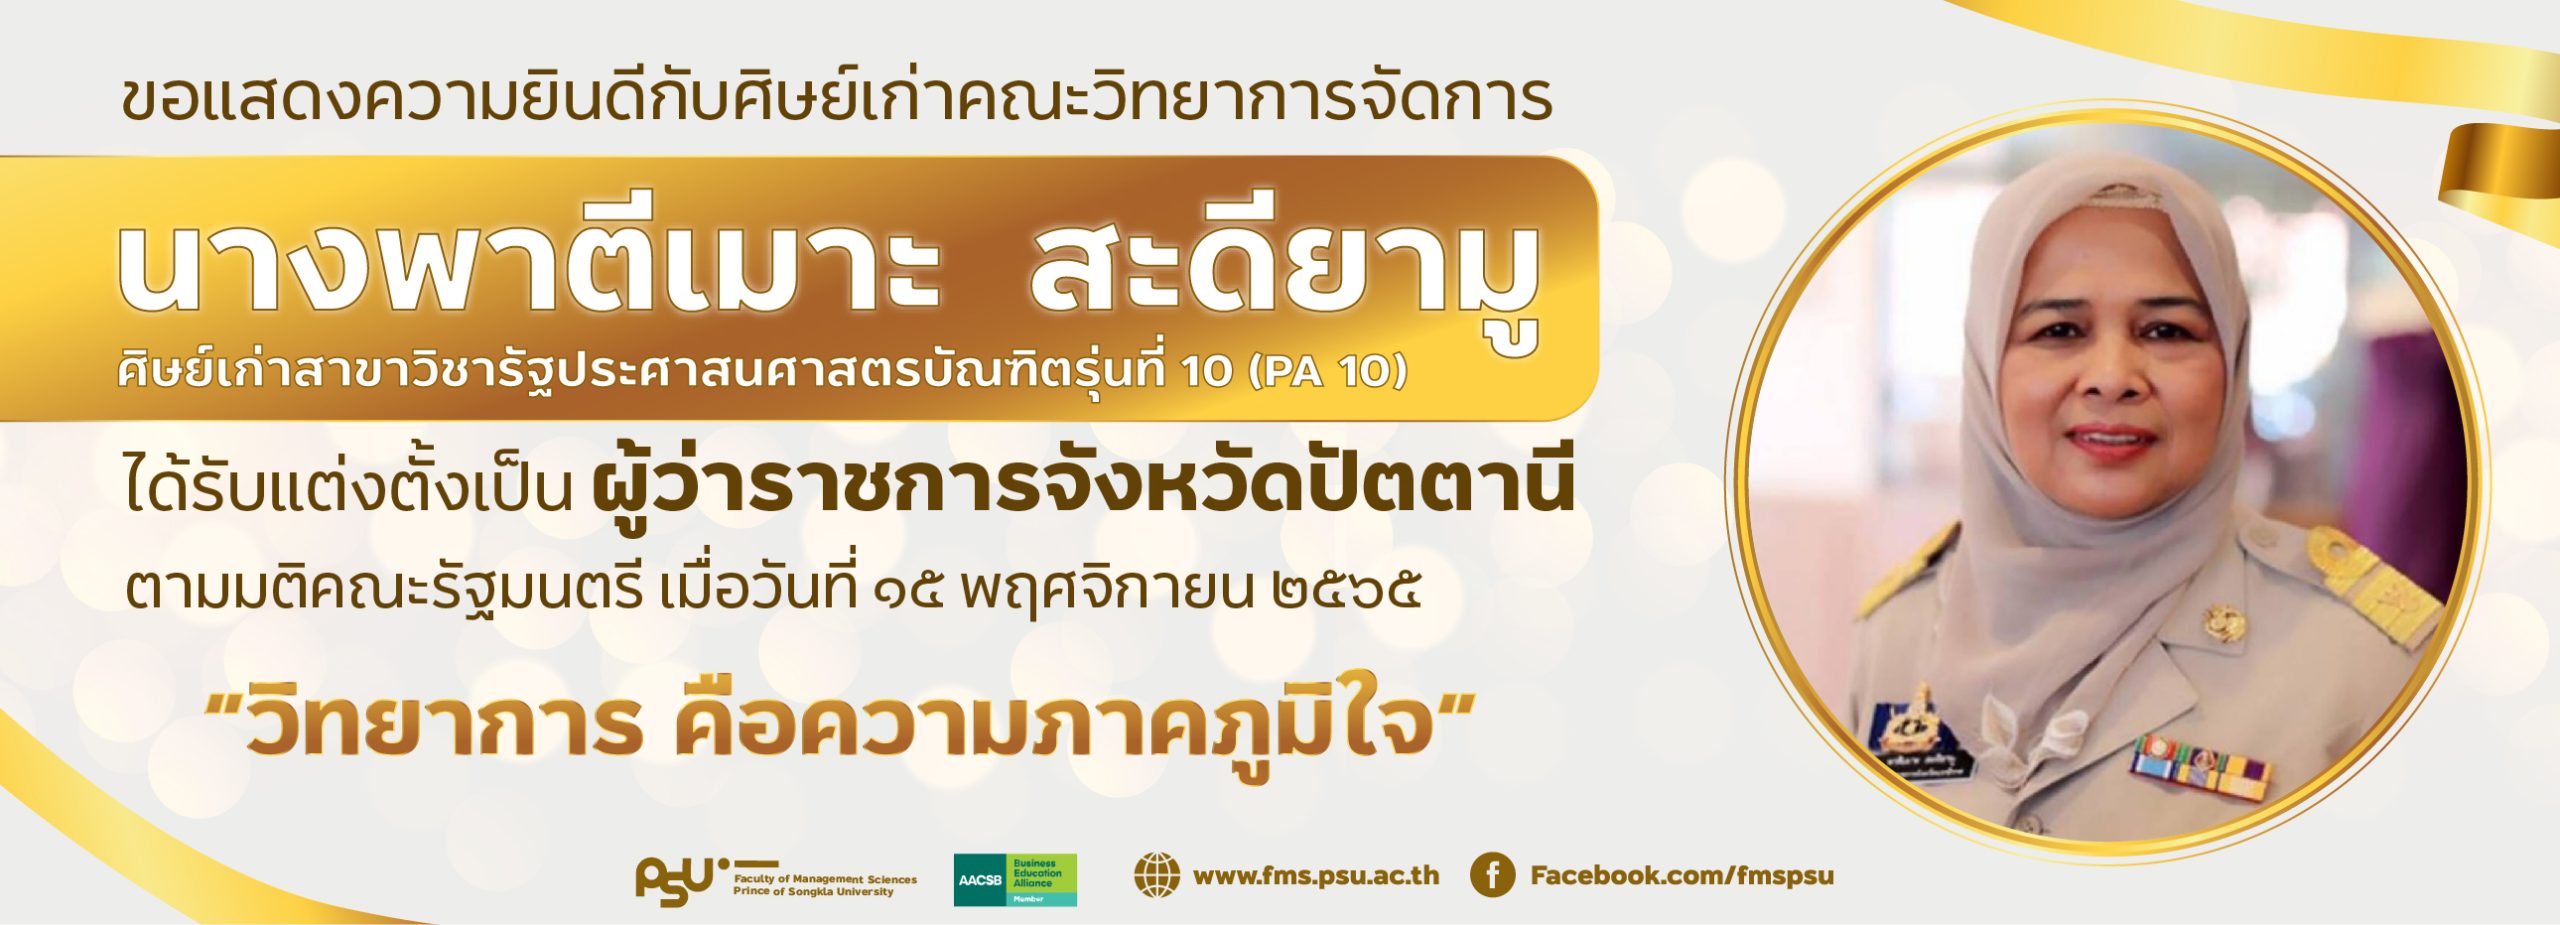 ขอแสดงความยินดีกับศิษย์เก่าคณะวิทยาการจัดการ
นางพาตีเมาะ สะดียามู
ศิษย์เก่าสาขาวิชารัฐประศาสนศาสตรบัณฑิตรุ่นที่ 10 (PA 10)
ได้รับแต่งตั้งเป็น ผู้ว่าราชการจังหวัดปัตตานี
ตามมติคณะรัฐมนตรี เมื่อวันที่ ๑๕ พฤศจิกายน ๒๕๖๕
"วิทยาการ คือความภาคภูมิใจ"
PSU Faculty of Management Sciences
Prince of Songkla University
AACSB
Business
Education
Alliance
Member
www.fms.psu.ac.th
Facebook.com/fmspsu